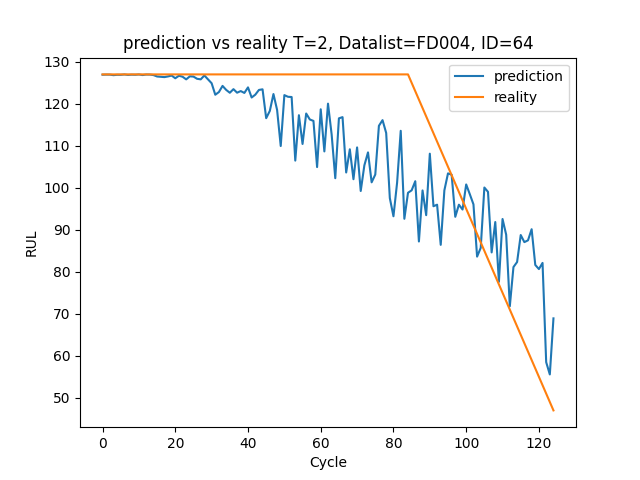 prediction vs reality T=2, Datalist=FD004, ID=64
prediction
reality
130
120
110
100
90
80
70
60
50
RUL
0 20 40 60 80 100 120
Cycle